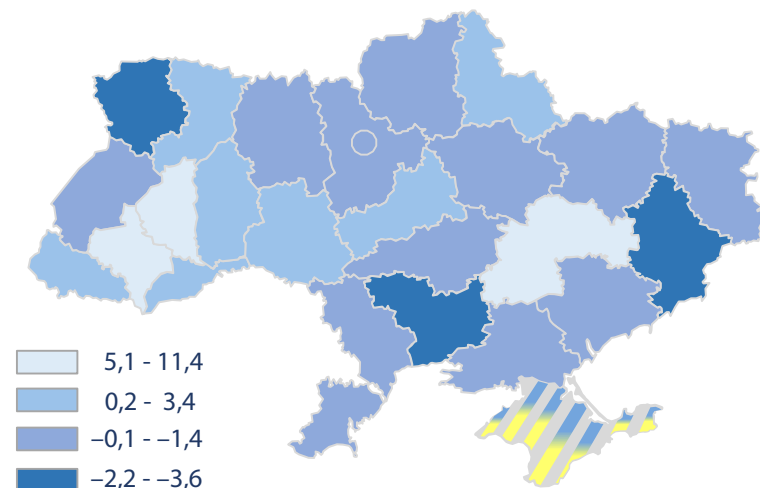 5,1 - 11,4
0,2 - 3,4
–0,1 - –1,4
–2,2 - –3,6